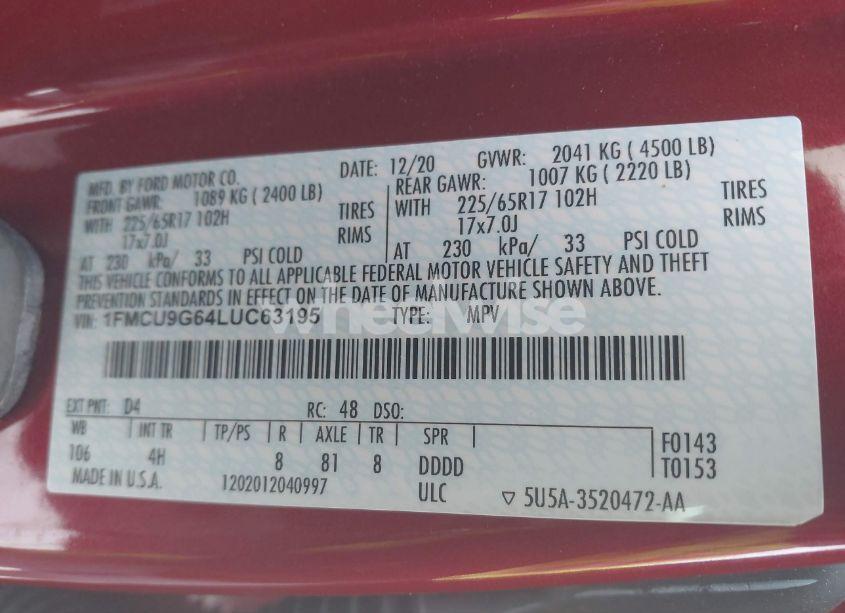 MFD. BY FORD MOTOR CO.
DATE: 12/20 GVWR: 2041 KG ( 4500 LB)
FRONT GAWR: 1089 KG ( 2400 LB)
REAR GAWR: 1007 KG ( 2220 LB)
WITH 225/65R17 102H TIRES
WITH 225/65R17 102H TIRES
17x7.0J RIMS
17x7.0J RIMS
AT 230 kPa/ 33 PSI COLD
AT 230 kPa/ 33 PSI COLD
THIS VEHICLE CONFORMS TO ALL APPLICABLE FEDERAL MOTOR VEHICLE SAFETY AND THEFT
PREVENTION STANDARDS IN EFFECT ON THE DATE OF MANUFACTURE SHOWN ABOVE.
VIN: 1FMCU9G64LUC63195 TYPE: MPV
wheelwise
EXT PNT: D4 RC: 48 DSO:
WB INT TR TP/PS R AXLE TR SPR
106 4H 8 81 8 DDDD
F0143
T0153
MADE IN U.S.A. 1202012040997 ULC ▽ 5U5A-3520472-AA